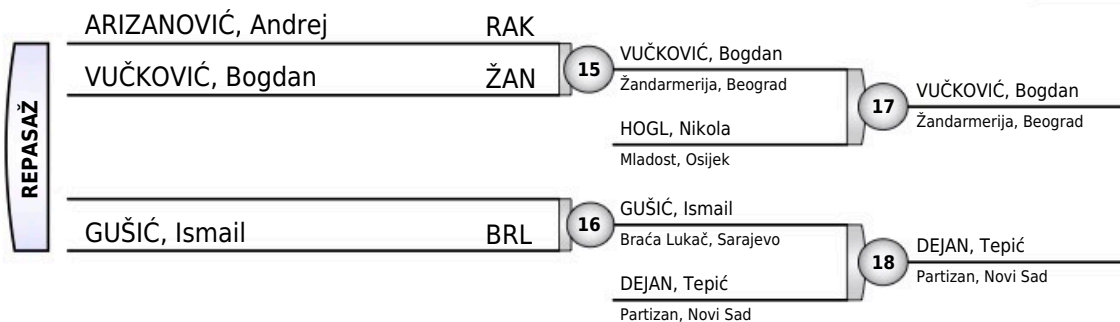 REPASAŽ
ARIZANOVIĆ, Andrej RAK
VUČKOVIĆ, Bogdan ŽAN
15
VUČKOVIĆ, Bogdan
Žandarmerija, Beograd
HOGL, Nikola
Mladost, Osijek
17
VUČKOVIĆ, Bogdan
Žandarmerija, Beograd
GUŠIĆ, Ismail BRL
16
GUŠIĆ, Ismail
Braća Lukač, Sarajevo
DEJAN, Tepić
Partizan, Novi Sad
18
DEJAN, Tepić
Partizan, Novi Sad